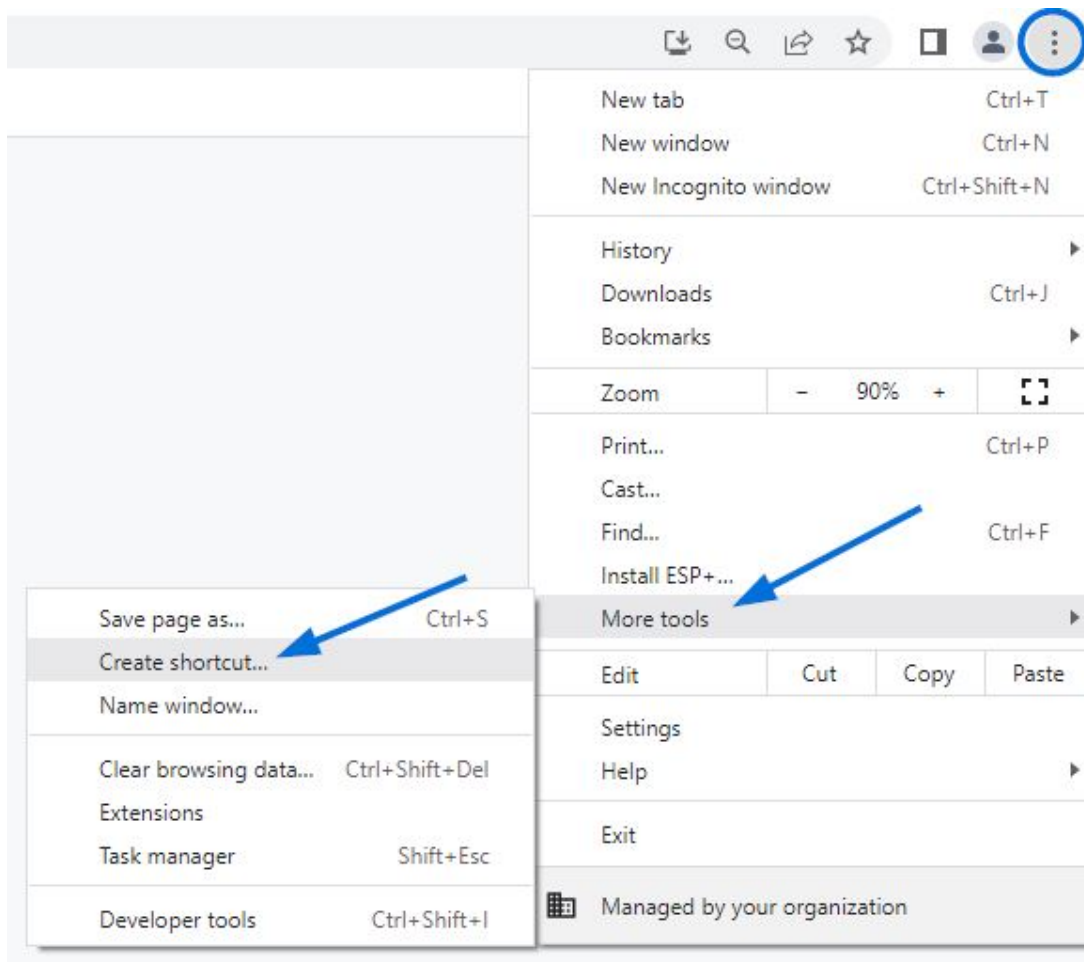 New tab Ctrl+T
New window Ctrl+N
New Incognito window Ctrl+Shift+N
History
Downloads Ctrl+J
Bookmarks
Zoom - 90% +
Print... Ctrl+P
Cast...
Find... Ctrl+F
Install ESP+...
More tools
Edit Cut Copy Paste
Settings
Help
Exit
Managed by your organization
Save page as... Ctrl+S
Create shortcut...
Name window...
Clear browsing data... Ctrl+Shift+Del
Extensions
Task manager Shift+Esc
Developer tools Ctrl+Shift+I